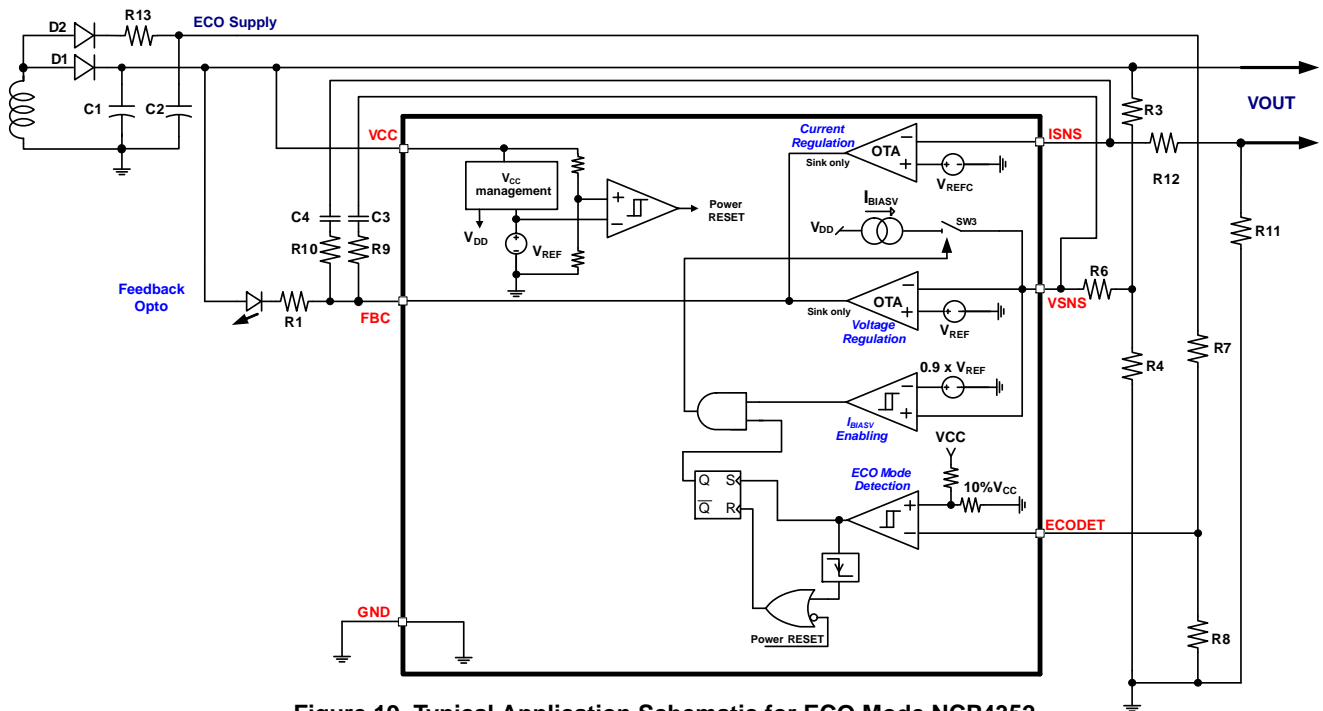 R13
ECO Supply
D2
D1
C1
C2
VOUT
R3
VCC
Current
Regulation
OTA
Sink only
−
+
VREFC
ISNS
R12
VCC
management
VDD
VREF
+
−
Power
RESET
IBIASV
VDD
SW3
C4
C3
R10
R9
R11
Feedback
Opto
R1
FBC
R6
VSNS
OTA
Sink only
−
+
VREF
Voltage
Regulation
R7
R4
0.9 x VREF
−
+
IBIASV
Enabling
VCC
ECO Mode
Detection
10%VCC
+
−
Q S
Q R
ECODET
GND
Power RESET
R8
Figure 19. Typical Application Schematic for ECO Mode NCP4352